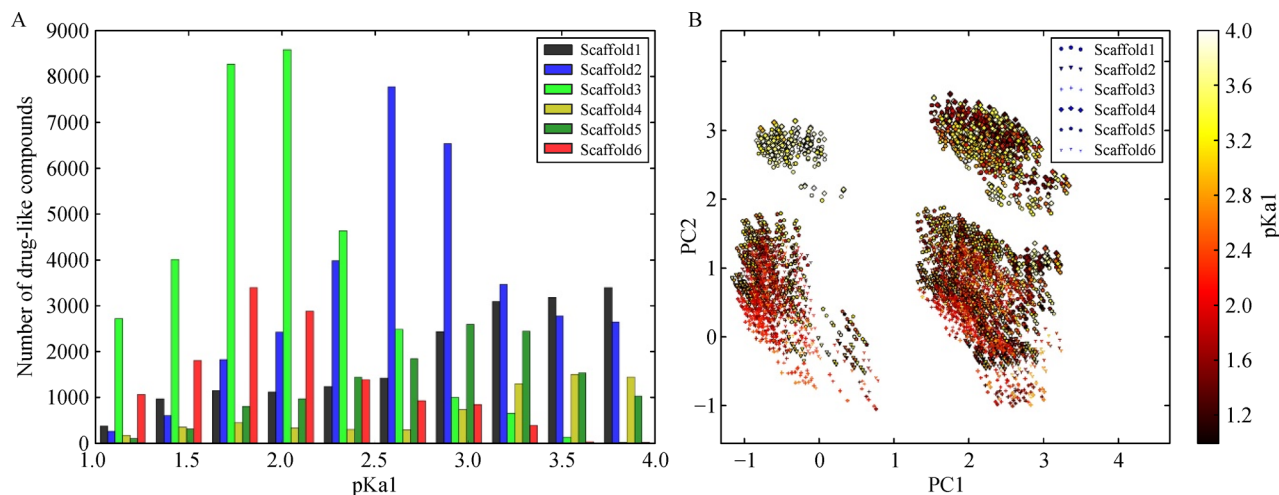 A
Number of drug-like compounds
9000
8000
7000
6000
5000
4000
3000
2000
1000
0
1.0 1.5 2.0 2.5 3.0 3.5 4.0
pKa1
Scaffold1
Scaffold2
Scaffold3
Scaffold4
Scaffold5
Scaffold6
B
PC2
3
2
1
0
−1
−1 0 1 2 3 4
PC1
Scaffold1
Scaffold2
Scaffold3
Scaffold4
Scaffold5
Scaffold6
4.0
3.6
3.2
2.8
2.4
2.0
1.6
1.2
pKa1